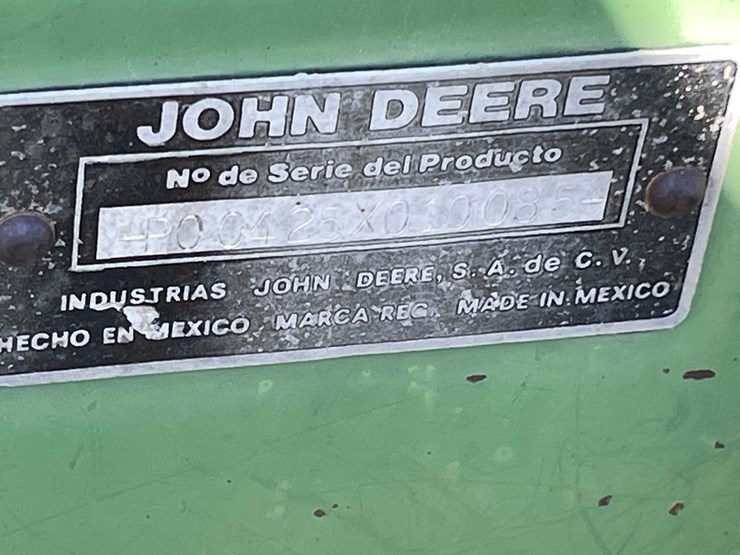 JOHN DEERE
Nº de Serie del Producto
-P00425X010085-
INDUSTRIAS JOHN DEERE, S. A. de C. V.
HECHO EN MEXICO MARCA REG. MADE IN MEXICO